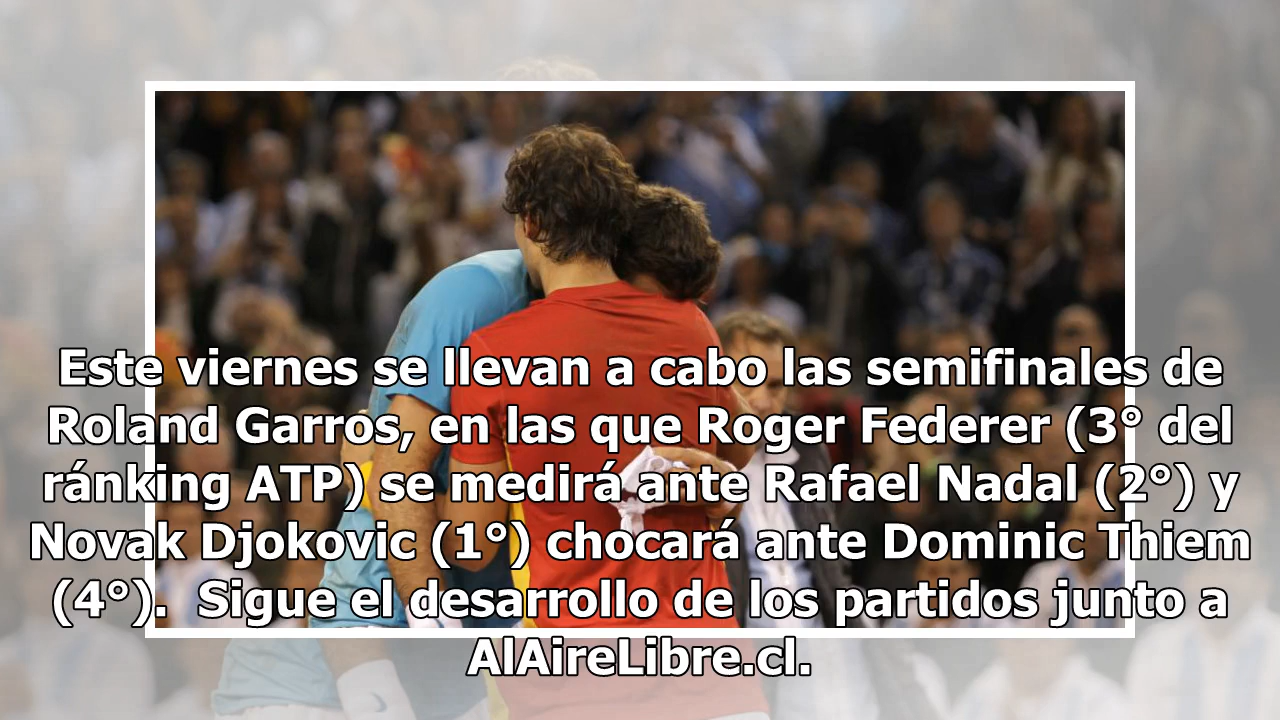 Este viernes se llevan a cabo las semifinales de
Roland Garros, en las que Roger Federer (3° del
ránking ATP) se medirá ante Rafael Nadal (2°) y
Novak Djokovic (1°) chocará ante Dominic Thiem
(4°).  Sigue el desarrollo de los partidos junto a
AlAireLibre.cl.